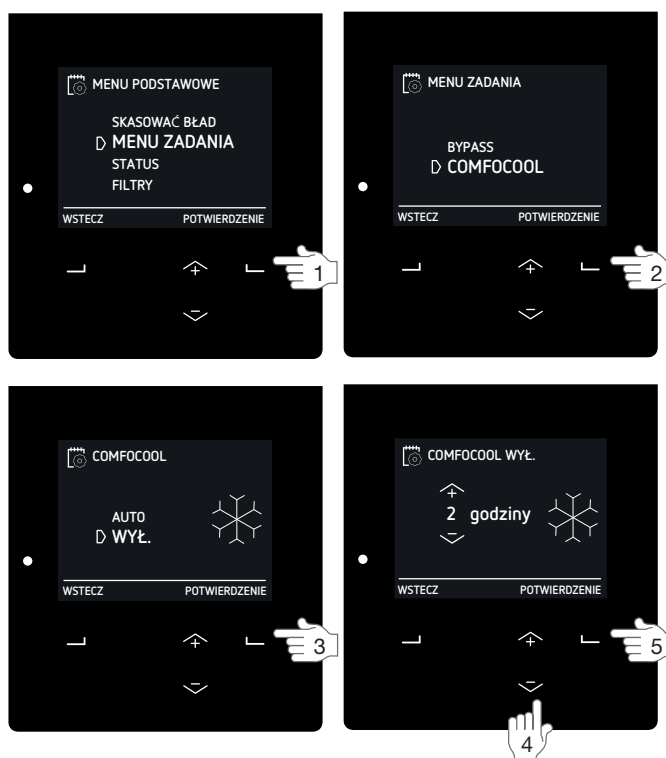 MENU PODSTAWOWE
SKASOWAĆ BŁAD
MENU ZADANIA
STATUS
FILTRY
WSTECZ POTWIERDZENIE
1
MENU ZADANIA
BYPASS
COMFOCOOL
WSTECZ POTWIERDZENIE
2
COMFOCOOL
AUTO
WYŁ.
WSTECZ POTWIERDZENIE
3
COMFOCOOL WYŁ.
2 godziny
WSTECZ POTWIERDZENIE
5
4